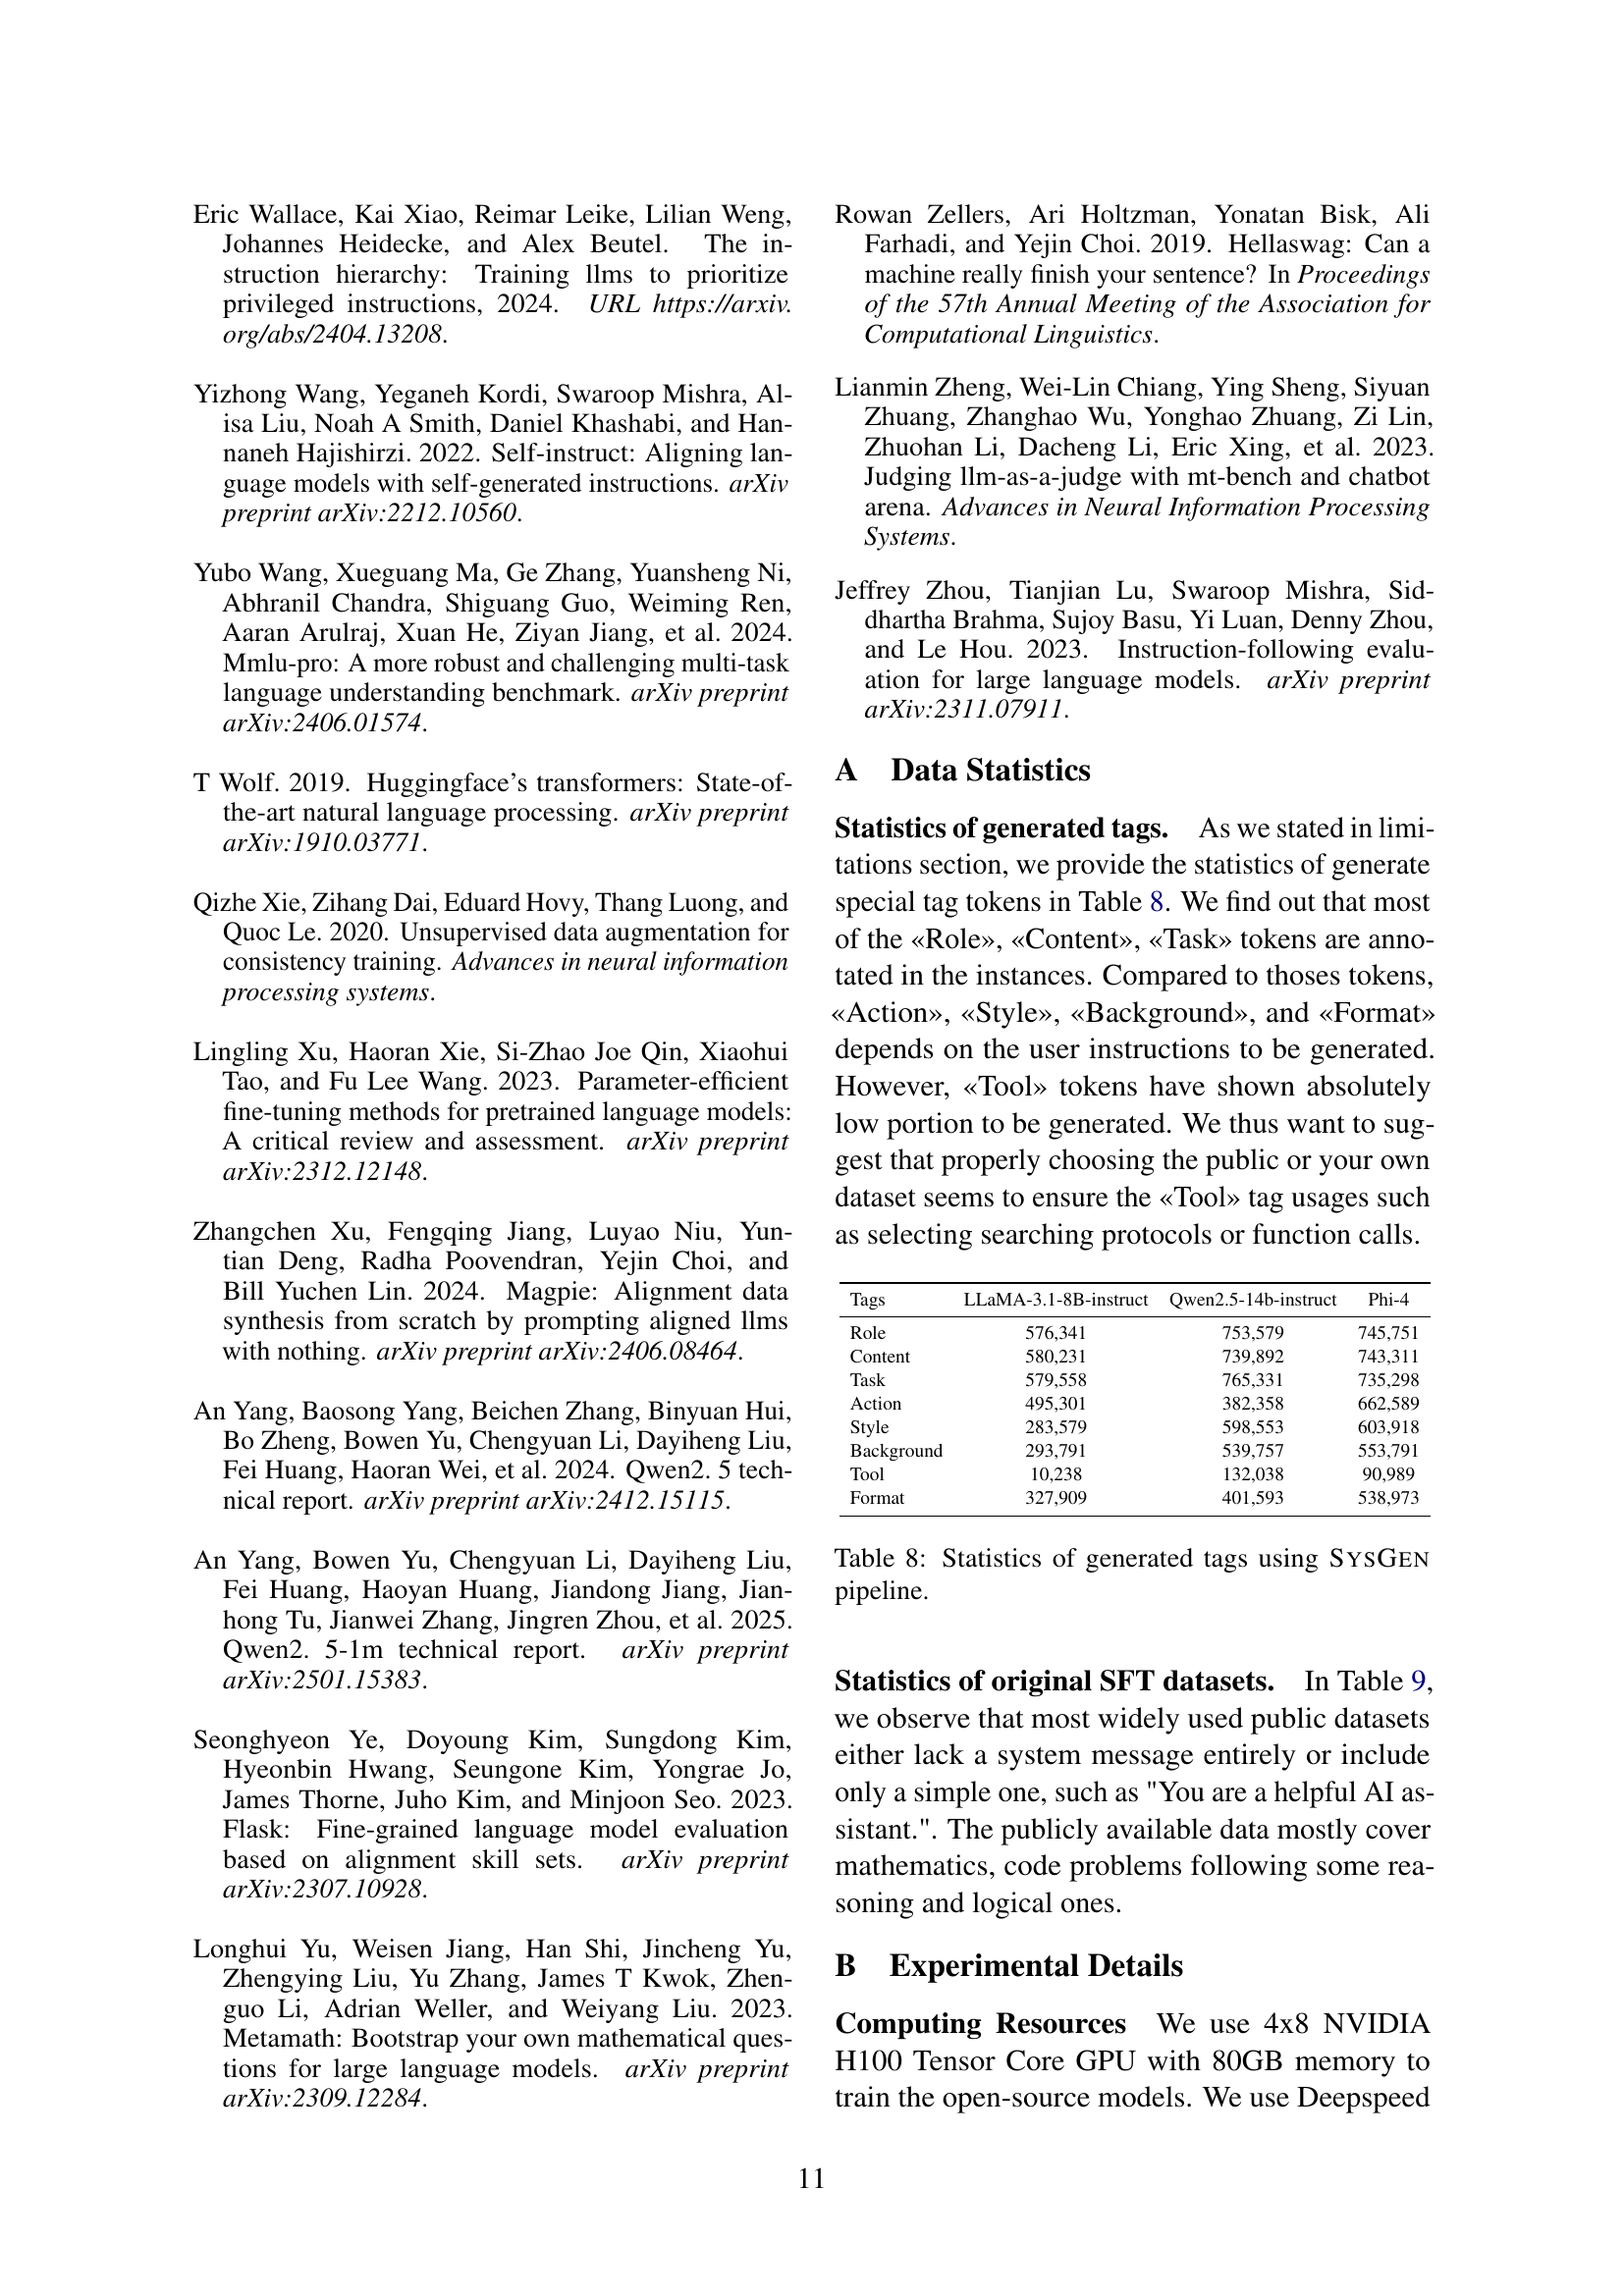 Eric Wallace, Kai Xiao, Reimar Leike, Lilian Weng,
Johannes Heidecke, and Alex Beutel. The in-
struction hierarchy: Training llms to prioritize
privileged instructions, 2024. URL https://arxiv.
org/abs/2404.13208.
Yizhong Wang, Yeganeh Kordi, Swaroop Mishra, Al-
isa Liu, Noah A Smith, Daniel Khashabi, and Han-
naneh Hajishirzi. 2022. Self-instruct: Aligning lan-
guage models with self-generated instructions. arXiv
preprint arXiv:2212.10560.
Yubo Wang, Xueguang Ma, Ge Zhang, Yuansheng Ni,
Abhranil Chandra, Shiguang Guo, Weiming Ren,
Aaran Arulraj, Xuan He, Ziyan Jiang, et al. 2024.
Mmlu-pro: A more robust and challenging multi-task
language understanding benchmark. arXiv preprint
arXiv:2406.01574.
T Wolf. 2019. Huggingface's transformers: State-of-
the-art natural language processing. arXiv preprint
arXiv:1910.03771.
Qizhe Xie, Zihang Dai, Eduard Hovy, Thang Luong, and
Quoc Le. 2020. Unsupervised data augmentation for
consistency training. Advances in neural information
processing systems.
Lingling Xu, Haoran Xie, Si-Zhao Joe Qin, Xiaohui
Tao, and Fu Lee Wang. 2023. Parameter-efficient
fine-tuning methods for pretrained language models:
A critical review and assessment. arXiv preprint
arXiv:2312.12148.
Zhangchen Xu, Fengqing Jiang, Luyao Niu, Yun-
tian Deng, Radha Poovendran, Yejin Choi, and
Bill Yuchen Lin. 2024. Magpie: Alignment data
synthesis from scratch by prompting aligned llms
with nothing. arXiv preprint arXiv:2406.08464.
An Yang, Baosong Yang, Beichen Zhang, Binyuan Hui,
Bo Zheng, Bowen Yu, Chengyuan Li, Dayiheng Liu,
Fei Huang, Haoran Wei, et al. 2024. Qwen2. 5 tech-
nical report. arXiv preprint arXiv:2412.15115.
An Yang, Bowen Yu, Chengyuan Li, Dayiheng Liu,
Fei Huang, Haoyan Huang, Jiandong Jiang, Jian-
hong Tu, Jianwei Zhang, Jingren Zhou, et al. 2025.
Qwen2. 5-1m technical report. arXiv preprint
arXiv:2501.15383.
Seonghyeon Ye, Doyoung Kim, Sungdong Kim,
Hyeonbin Hwang, Seungone Kim, Yongrae Jo,
James Thorne, Juho Kim, and Minjoon Seo. 2023.
Flask: Fine-grained language model evaluation
based on alignment skill sets. arXiv preprint
arXiv:2307.10928.
Longhui Yu, Weisen Jiang, Han Shi, Jincheng Yu,
Zhengying Liu, Yu Zhang, James T Kwok, Zhen-
guo Li, Adrian Weller, and Weiyang Liu. 2023.
Metamath: Bootstrap your own mathematical ques-
tions for large language models. arXiv preprint
arXiv:2309.12284.
Rowan Zellers, Ari Holtzman, Yonatan Bisk, Ali
Farhadi, and Yejin Choi. 2019. Hellaswag: Can a
machine really finish your sentence? In Proceedings
of the 57th Annual Meeting of the Association for
Computational Linguistics.
Lianmin Zheng, Wei-Lin Chiang, Ying Sheng, Siyuan
Zhuang, Zhanghao Wu, Yonghao Zhuang, Zi Lin,
Zhuohan Li, Dacheng Li, Eric Xing, et al. 2023.
Judging llm-as-a-judge with mt-bench and chatbot
arena. Advances in Neural Information Processing
Systems.
Jeffrey Zhou, Tianjian Lu, Swaroop Mishra, Sid-
dhartha Brahma, Sujoy Basu, Yi Luan, Denny Zhou,
and Le Hou. 2023. Instruction-following evalu-
ation for large language models. arXiv preprint
arXiv:2311.07911.
A Data Statistics
Statistics of generated tags. As we stated in limi-
tations section, we provide the statistics of generate
special tag tokens in Table 8. We find out that most
of the «Role», «Content», «Task» tokens are anno-
tated in the instances. Compared to thoses tokens,
«Action», «Style», «Background», and «Format»
depends on the user instructions to be generated.
However, «Tool» tokens have shown absolutely
low portion to be generated. We thus want to sug-
gest that properly choosing the public or your own
dataset seems to ensure the «Tool» tag usages such
as selecting searching protocols or function calls.
Tags LLaMA-3.1-8B-instruct Qwen2.5-14b-instruct Phi-4
Role 576,341 753,579 745,751
Content 580,231 739,892 743,311
Task 579,558 765,331 735,298
Action 495,301 382,358 662,589
Style 283,579 598,553 603,918
Background 293,791 539,757 553,791
Tool 10,238 132,038 90,989
Format 327,909 401,593 538,973
Table 8: Statistics of generated tags using SYSGEN
pipeline.
Statistics of original SFT datasets. In Table 9,
we observe that most widely used public datasets
either lack a system message entirely or include
only a simple one, such as "You are a helpful AI as-
sistant.". The publicly available data mostly cover
mathematics, code problems following some rea-
soning and logical ones.
B Experimental Details
Computing Resources We use 4x8 NVIDIA
H100 Tensor Core GPU with 80GB memory to
train the open-source models. We use Deepspeed
11